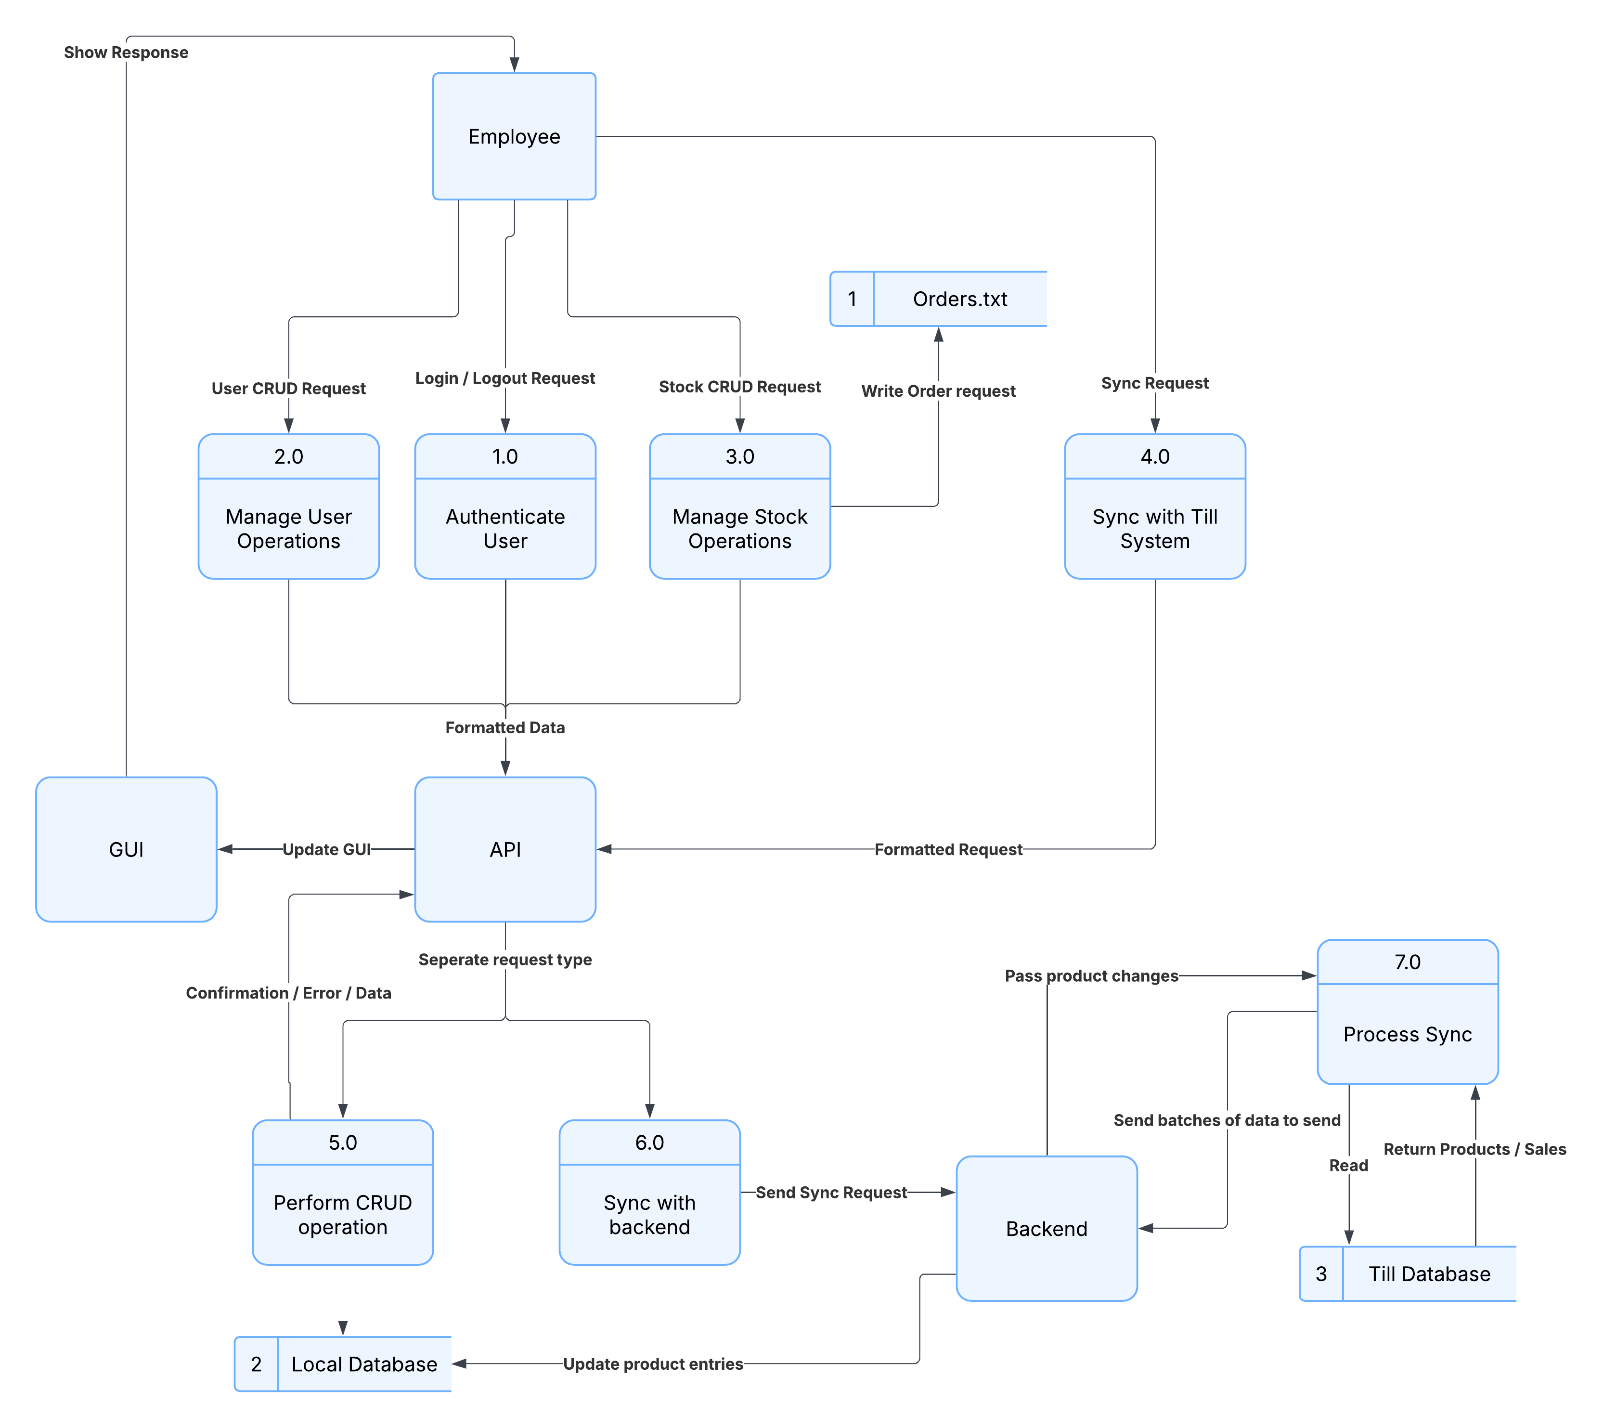 Show Response
Employee
1
Orders.txt
User CRUD Request
Login / Logout Request
Stock CRUD Request
Write Order request
Sync Request
2.0
Manage User
Operations
1.0
Authenticate
User
3.0
Manage Stock
Operations
4.0
Sync with Till
System
Formatted Data
GUI
Update GUI
API
Formatted Request
Seperate request type
Confirmation / Error / Data
Pass product changes
7.0
Process Sync
Send batches of data to send
Return Products / Sales
Read
5.0
Perform CRUD
operation
6.0
Sync with
backend
Send Sync Request
Backend
3
Till Database
2
Local Database
Update product entries